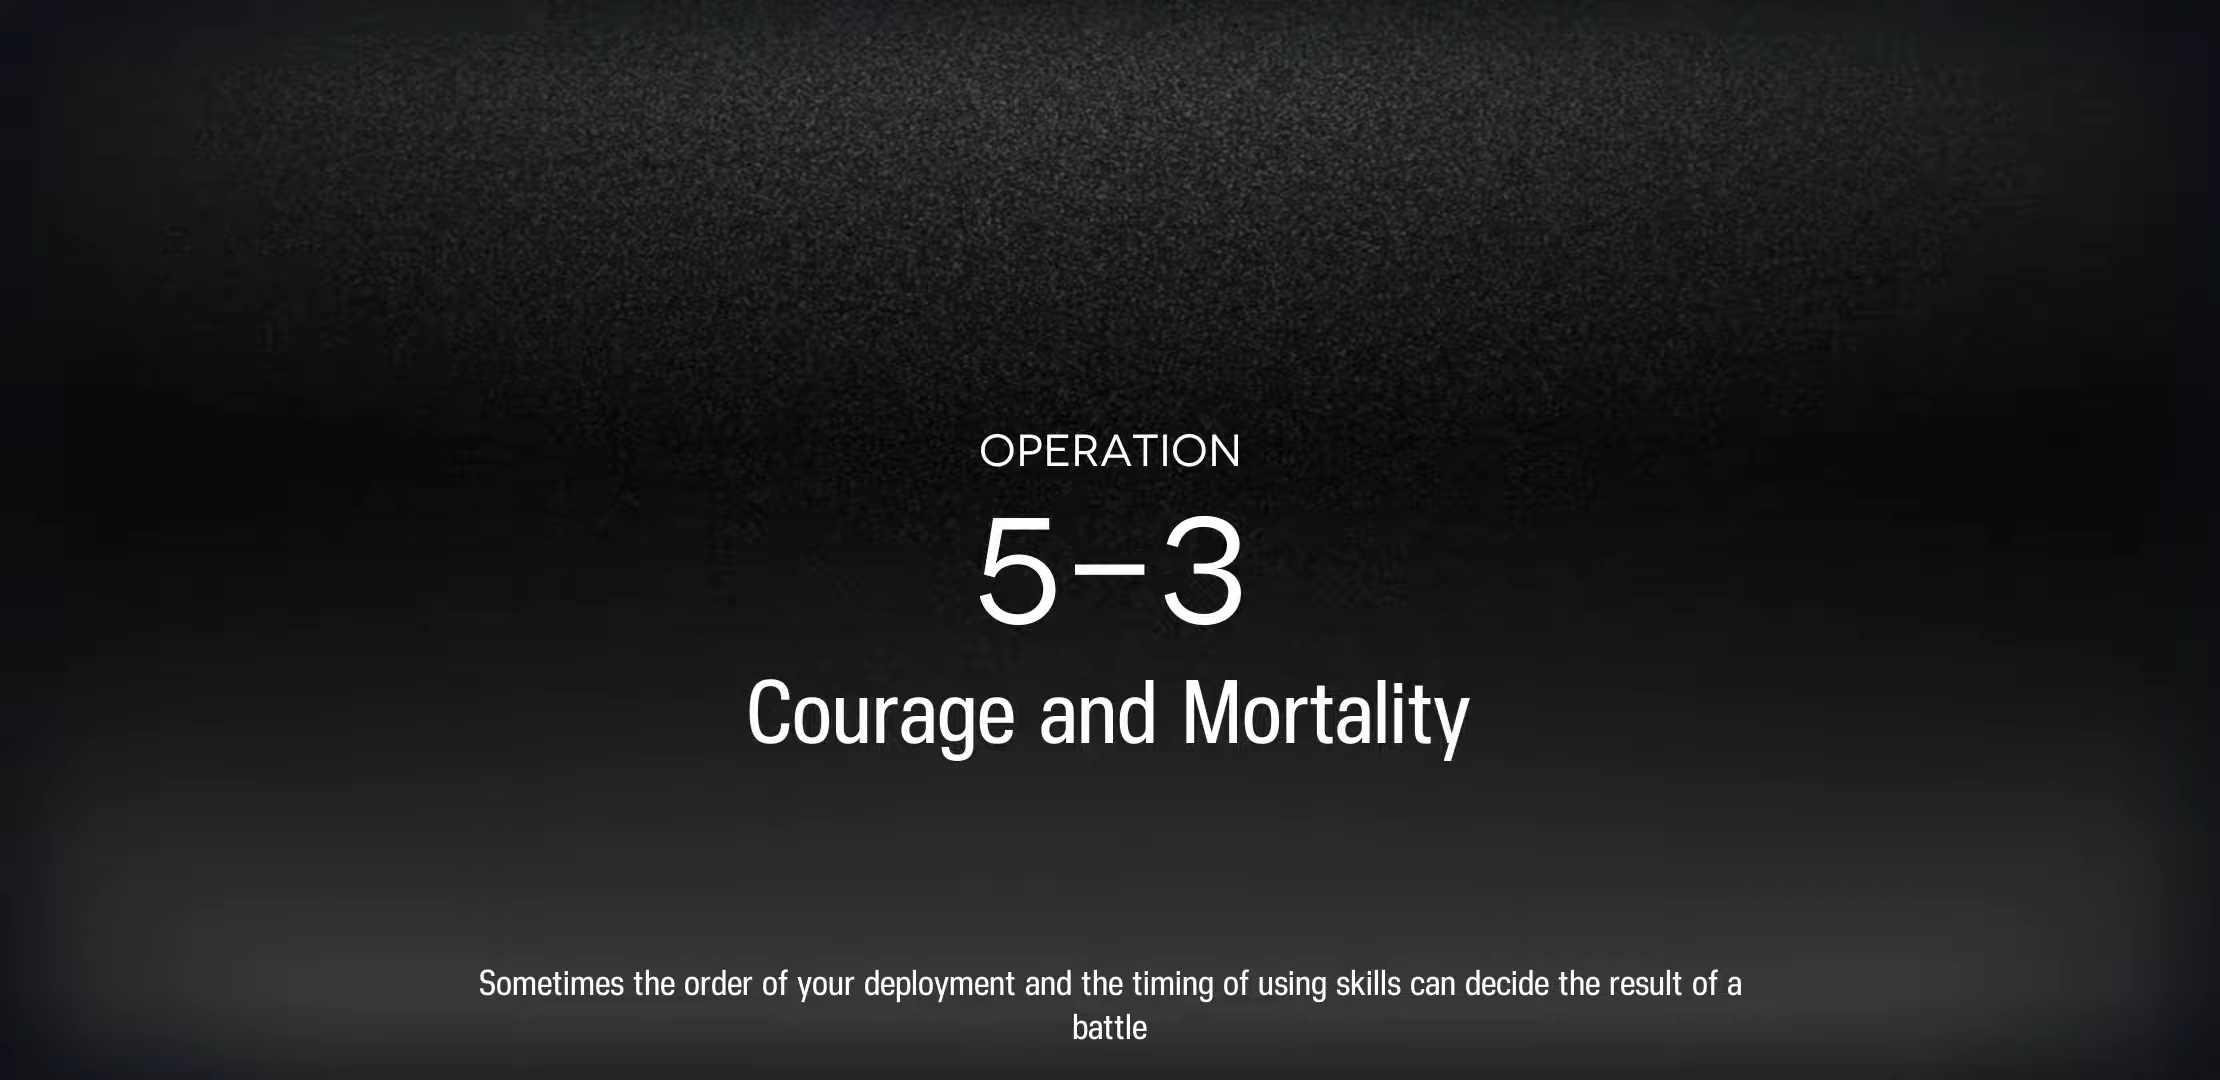 OPERATION
5-3
Courage and Mortality
Sometimes the order of your deployment and the timing of using skills can decide the result of a
battle